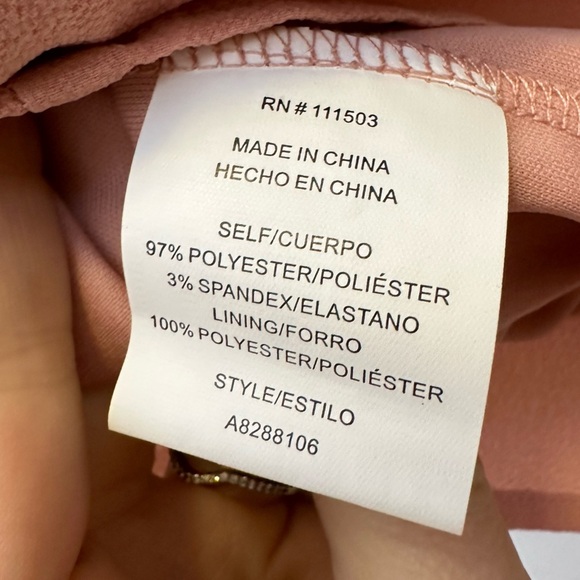 RN # 111503
MADE IN CHINA
HECHO EN CHINA
SELF/CUERPO
97% POLYESTER/POLIÉSTER
3% SPANDEX/ELASTANO
LINING/FORRO
100% POLYESTER/POLIÉSTER
STYLE/ESTILO
A8288106